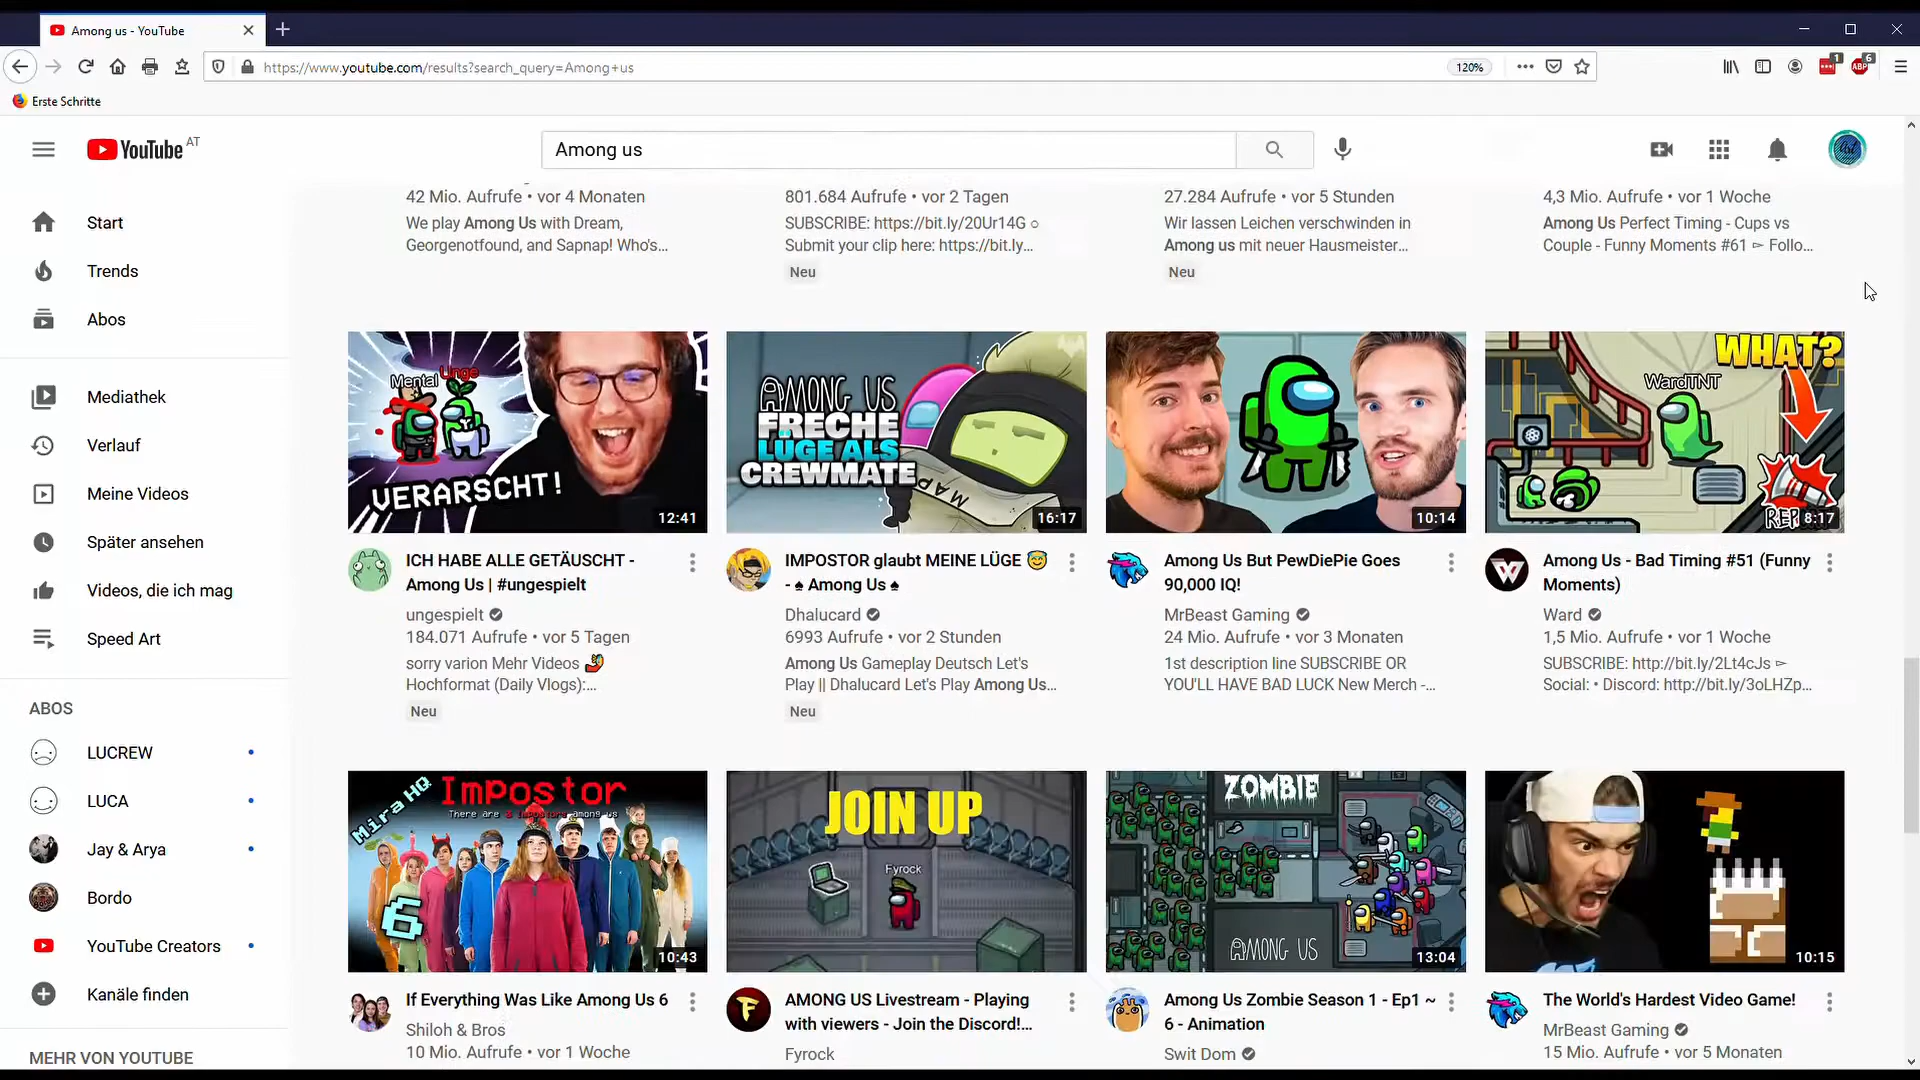 Among us - YouTube
https://www.youtube.com/results?search_query=Among+us
120%
1
ABP
6
Erste Schritte
YouTube AT
Among us
Start
Trends
Abos
Mediathek
Verlauf
Meine Videos
Später ansehen
Videos, die ich mag
Speed Art
ABOS
LUCREW
LUCA
Jay & Arya
Bordo
YouTube Creators
Kanäle finden
MEHR VON YOUTUBE
42 Mio. Aufrufe • vor 4 Monaten
We play Among Us with Dream,
Georgenotfound, and Sapnap! Who's...
801.684 Aufrufe • vor 2 Tagen
SUBSCRIBE: https://bit.ly/20Ur14G ○
Submit your clip here: https://bit.ly...
Neu
27.284 Aufrufe • vor 5 Stunden
Wir lassen Leichen verschwinden in
Among us mit neuer Hausmeister...
Neu
4,3 Mio. Aufrufe • vor 1 Woche
Among Us Perfect Timing - Cups vs
Couple - Funny Moments #61 ➣ Follo...
Mental
Unge
VERARSCHT!
12:41
ICH HABE ALLE GETÄUSCHT -
Among Us | #ungespielt
ungespielt
184.071 Aufrufe • vor 5 Tagen
sorry varion Mehr Videos 🤳
Hochformat (Daily Vlogs):...
Neu
AMONG US
FRECHE
LÜGE ALS
CREWMATE
MAP
16:17
IMPOSTOR glaubt MEINE LÜGE 😇
- ♠ Among Us ♠
Dhalucard
6993 Aufrufe • vor 2 Stunden
Among Us Gameplay Deutsch Let's
Play || Dhalucard Let's Play Among Us...
Neu
10:14
Among Us But PewDiePie Goes
90,000 IQ!
MrBeast Gaming
24 Mio. Aufrufe • vor 3 Monaten
1st description line SUBSCRIBE OR
YOU'LL HAVE BAD LUCK New Merch -...
WHAT?
WardTNT
8:17
Among Us - Bad Timing #51 (Funny
Moments)
Ward
1,5 Mio. Aufrufe • vor 1 Woche
SUBSCRIBE: http://bit.ly/2Lt4cJs ➣
Social: • Discord: http://bit.ly/3oLHZp...
Mira HQ
Impostor
There are 3 impostors among us
6
10:43
If Everything Was Like Among Us 6
Shiloh & Bros
10 Mio. Aufrufe • vor 1 Woche
JOIN UP
Fyrock
AMONG US Livestream - Playing
with viewers - Join the Discord!...
Fyrock
ZOMBIE
AMONG US
13:04
Among Us Zombie Season 1 - Ep1 ~
6 - Animation
Swit Dom
10:15
The World's Hardest Video Game!
MrBeast Gaming
15 Mio. Aufrufe • vor 5 Monaten